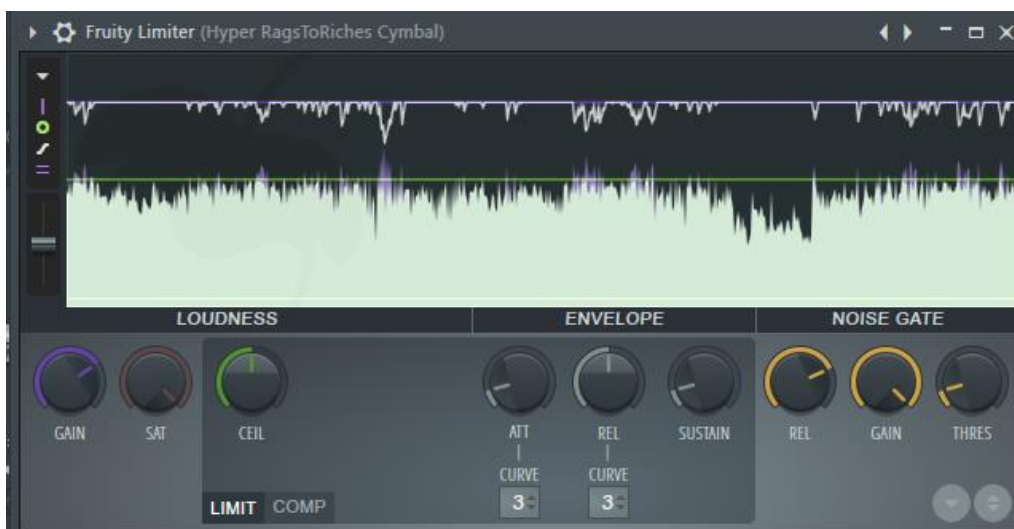 Fruity Limiter (Hyper RagsToRiches Cymbal)
LOUDNESS ENVELOPE NOISE GATE
GAIN SAT CEIL ATT REL SUSTAIN REL GAIN THRES
CURVE CURVE
3 3
LIMIT COMP